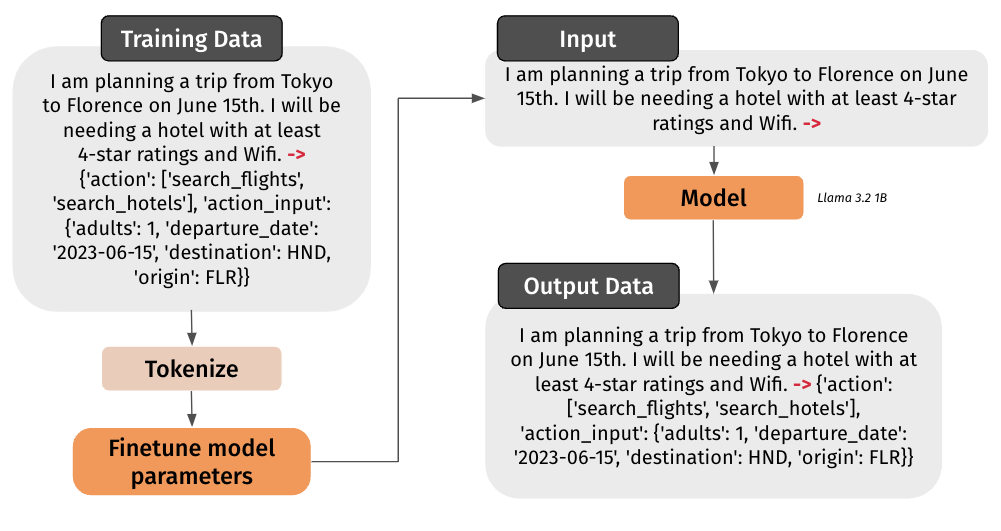 Training Data
I am planning a trip from Tokyo
to Florence on June 15th. I will be
needing a hotel with at least
4-star ratings and Wifi. ->
{'action': ['search_flights',
'search_hotels'], 'action_input':
{'adults': 1, 'departure_date':
'2023-06-15', 'destination': HND,
'origin': FLR}}
Tokenize
Finetune model
parameters
Input
I am planning a trip from Tokyo to Florence on June
15th. I will be needing a hotel with at least 4-star
ratings and Wifi. ->
Model
Llama 3.2 1B
Output Data
I am planning a trip from Tokyo to Florence
on June 15th. I will be needing a hotel with at
least 4-star ratings and Wifi. -> {'action':
['search_flights', 'search_hotels'],
'action_input': {'adults': 1, 'departure_date':
'2023-06-15', 'destination': HND, 'origin': FLR}}